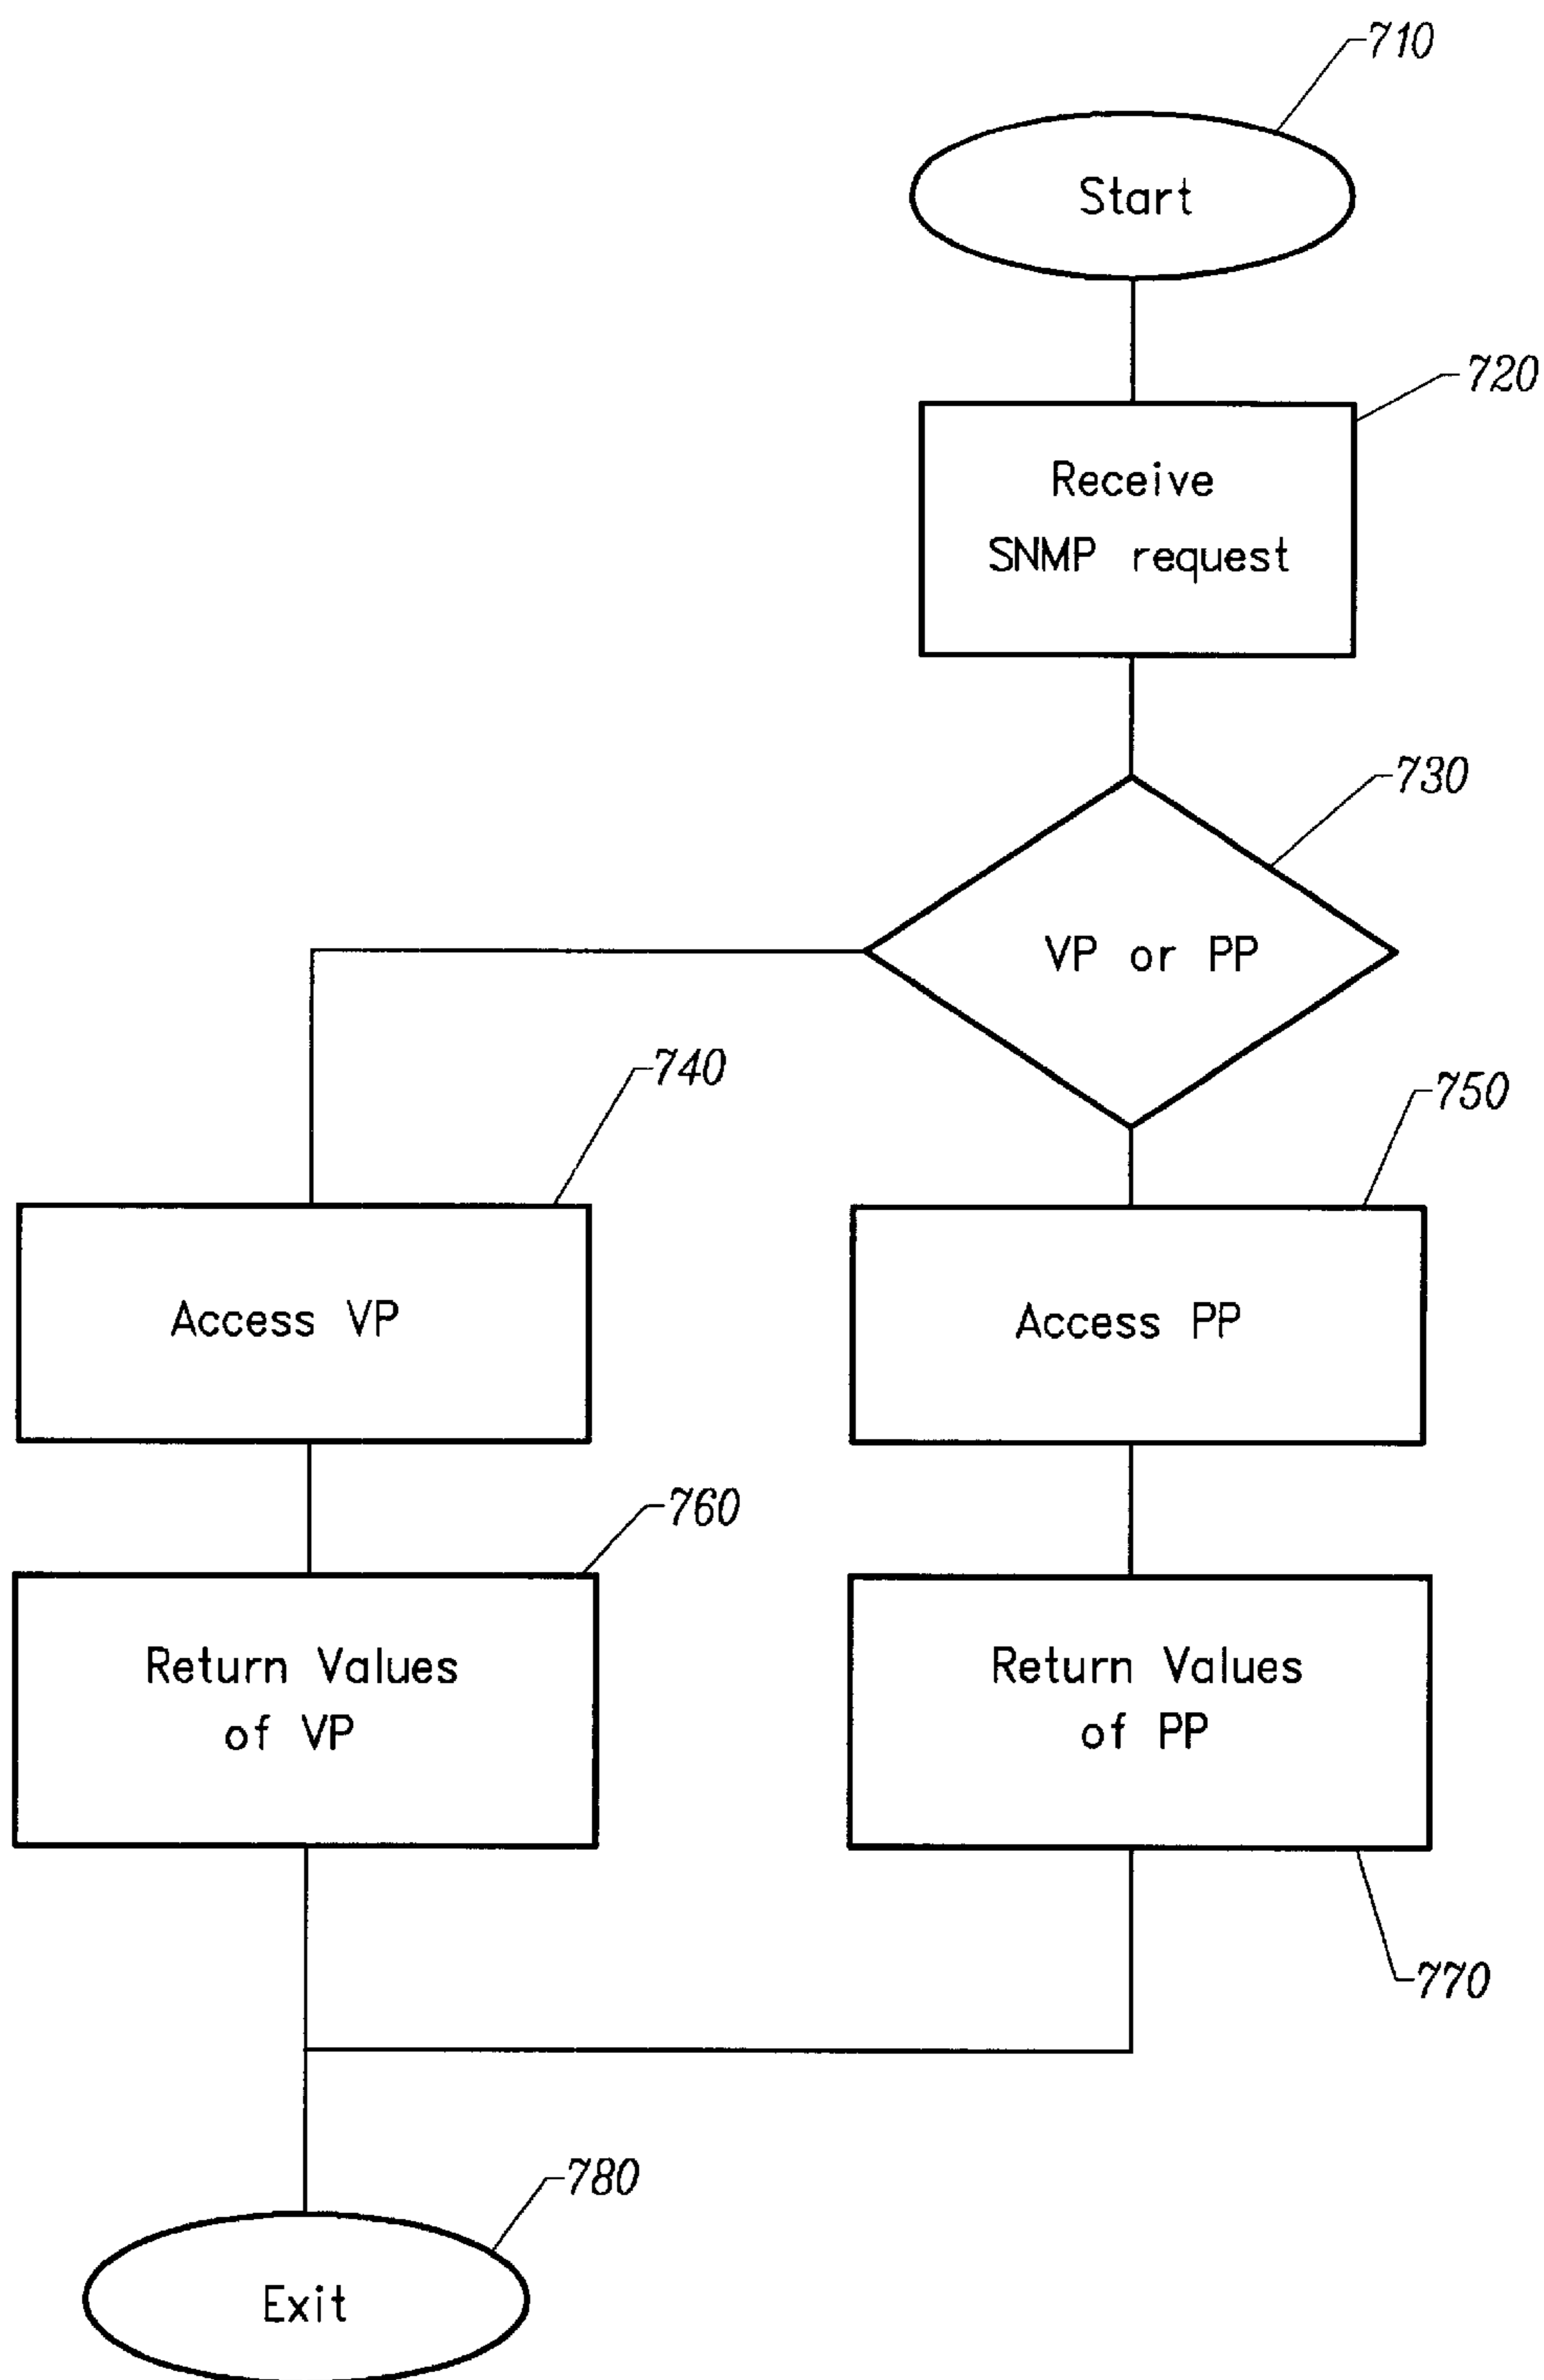 710
Start
720
Receive
SNMP request
730
VP or PP
740
750
Access VP
Access PP
760
Return Values
of VP
Return Values
of PP
770
780
Exit